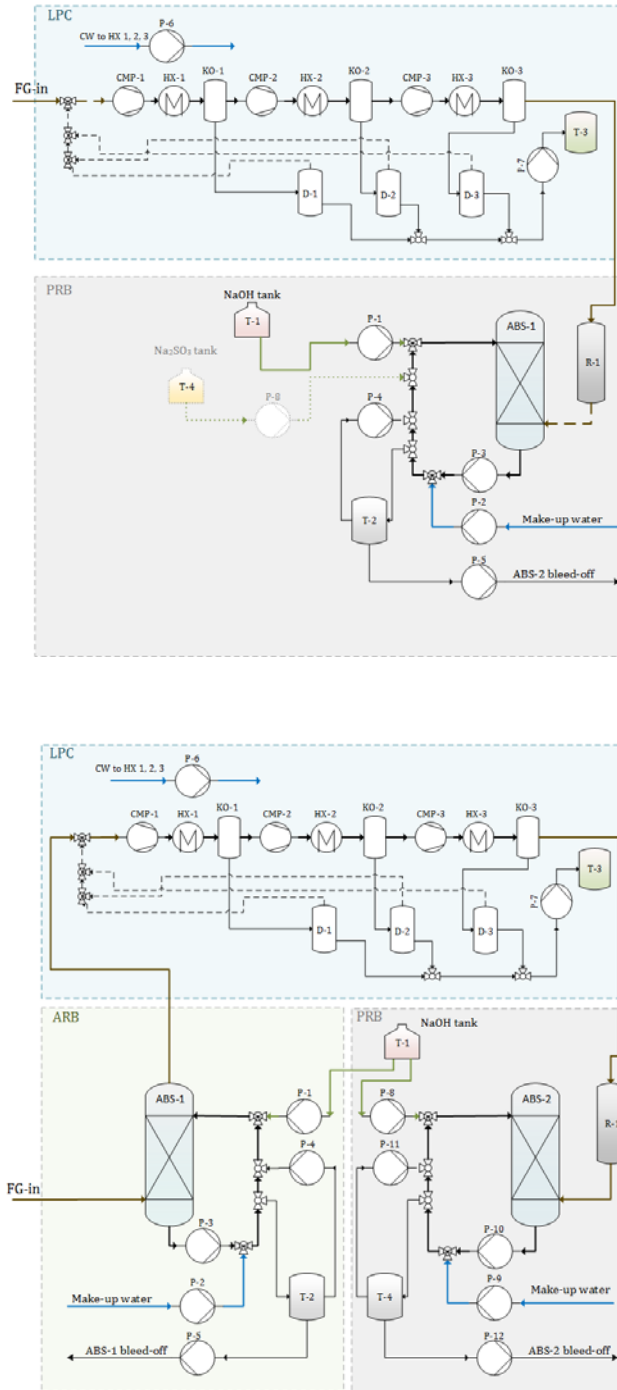 LPC
P-6
CW to HX 1, 2, 3
FG-in
CMP-1
HX-1
KO-1
CMP-2
HX-2
KO-2
CMP-3
HX-3
KO-3
T-3
P-7
D-1
D-2
D-3
PRB
NaOH tank
T-1
P-1
ABS-1
Na₂SO₃ tank
T-4
P-8
P-4
R-1
P-3
P-2
Make-up water
T-2
P-5
ABS-2 bleed-off
LPC
P-6
CW to HX 1, 2, 3
CMP-1
HX-1
KO-1
CMP-2
HX-2
KO-2
CMP-3
HX-3
KO-3
T-3
P-7
D-1
D-2
D-3
ARB
PRB
NaOH tank
T-1
ABS-1
P-1
P-8
ABS-2
P-4
P-11
R-1
FG-in
P-3
P-10
P-2
Make-up water
T-2
T-4
P-9
Make-up water
P-5
ABS-1 bleed-off
P-12
ABS-2 bleed-off